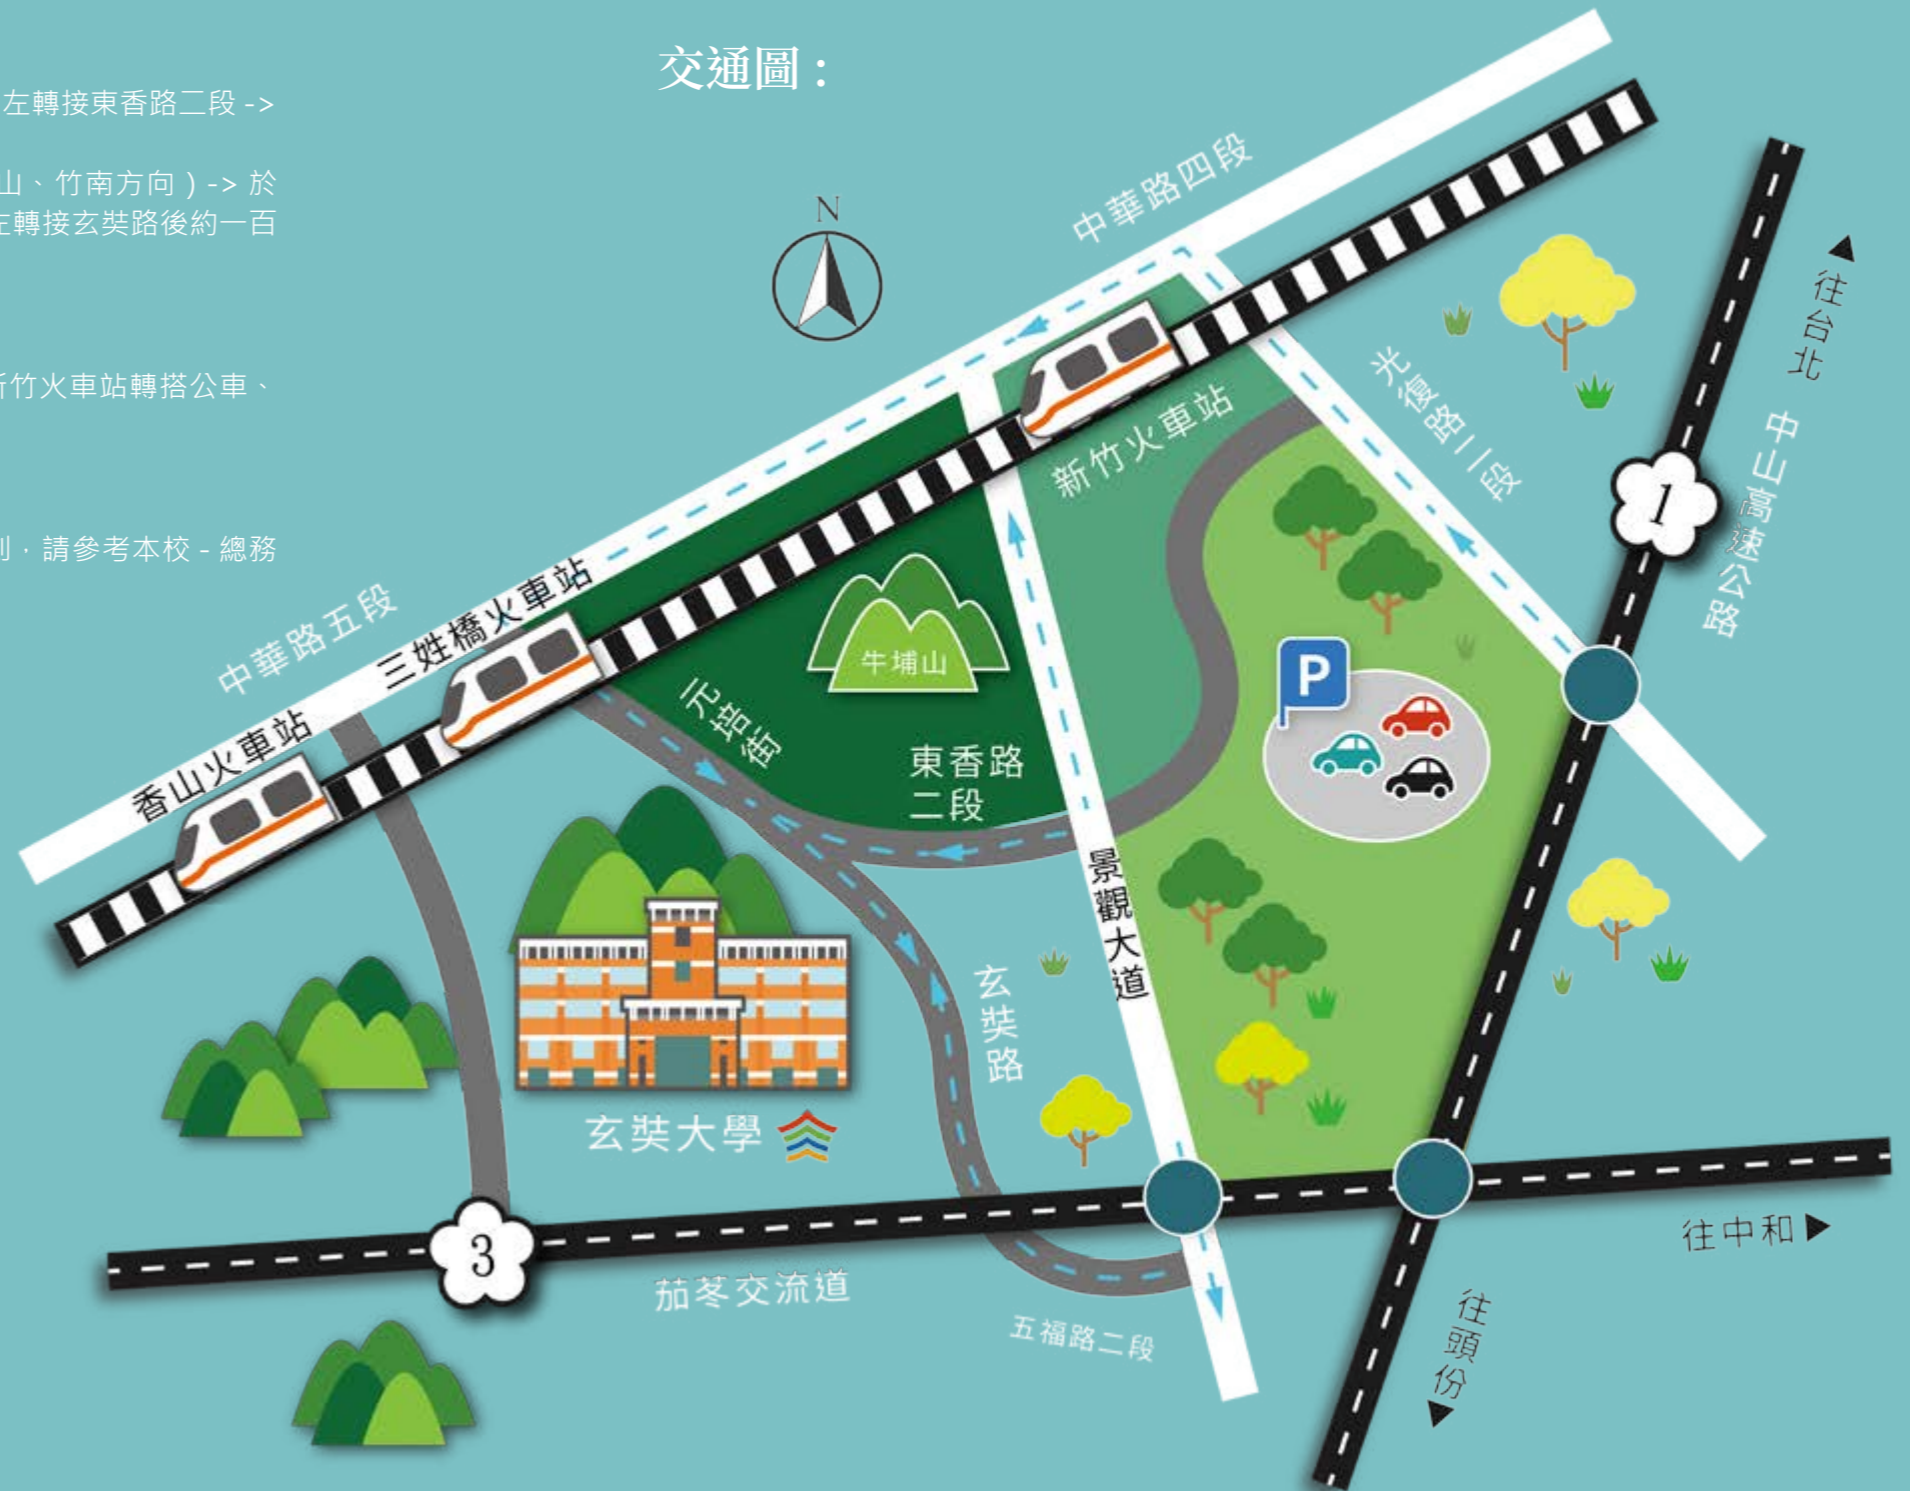 交通圖：
左轉接東香路二段 ->
山、竹南方向 ) -> 於
左轉接玄奘路後約一百
新竹火車站轉搭公車、
，請參考本校 - 總務
N
中華路四段
往台北
中山高速公路
1
光復路二段
新竹火車站
中華路五段
三姓橋火車站
香山火車站
牛埔山
元培街
東香路
二段
P
景觀大道
玄奘路
玄奘大學
3
茄苳交流道
五福路二段
往中和
往頭份